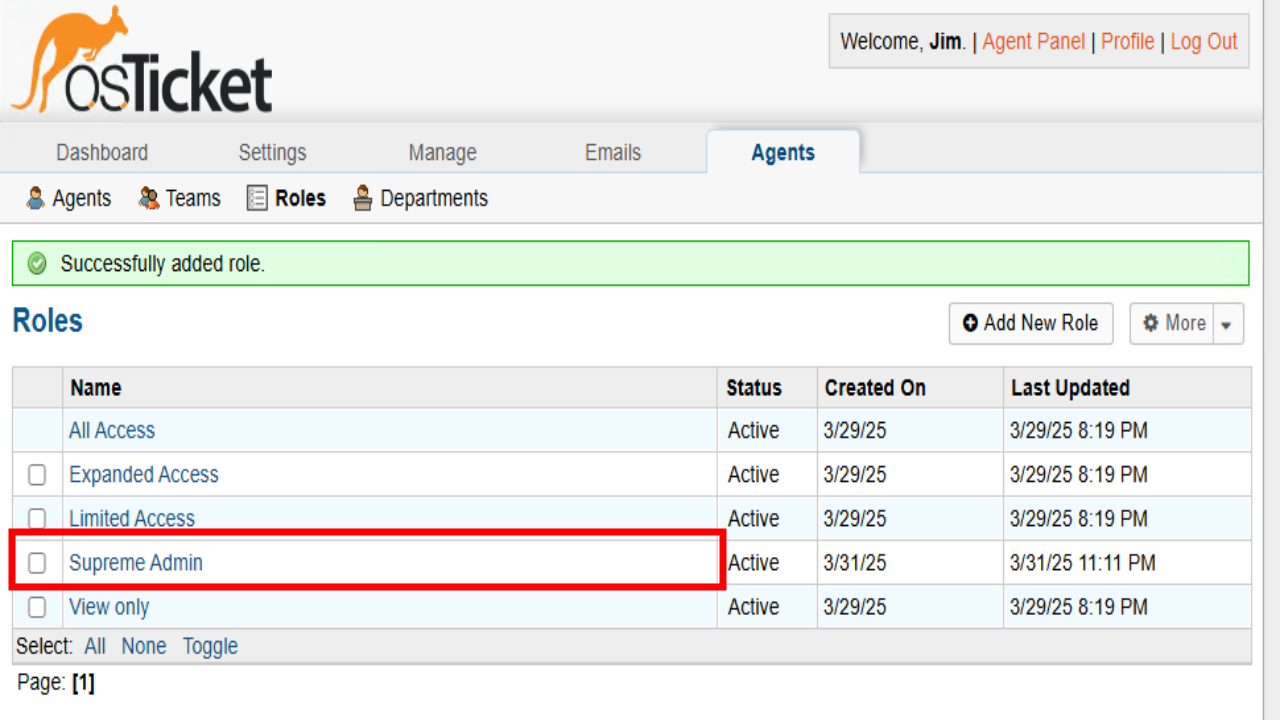 osTicket
Welcome, Jim. | Agent Panel | Profile | Log Out
Dashboard Settings Manage Emails Agents
Agents Teams Roles Departments
Successfully added role.
Roles
Add New Role More
Name Status Created On Last Updated
All Access Active 3/29/25 3/29/25 8:19 PM
Expanded Access Active 3/29/25 3/29/25 8:19 PM
Limited Access Active 3/29/25 3/29/25 8:19 PM
Supreme Admin Active 3/31/25 3/31/25 11:11 PM
View only Active 3/29/25 3/29/25 8:19 PM
Select: All None Toggle
Page: [1]